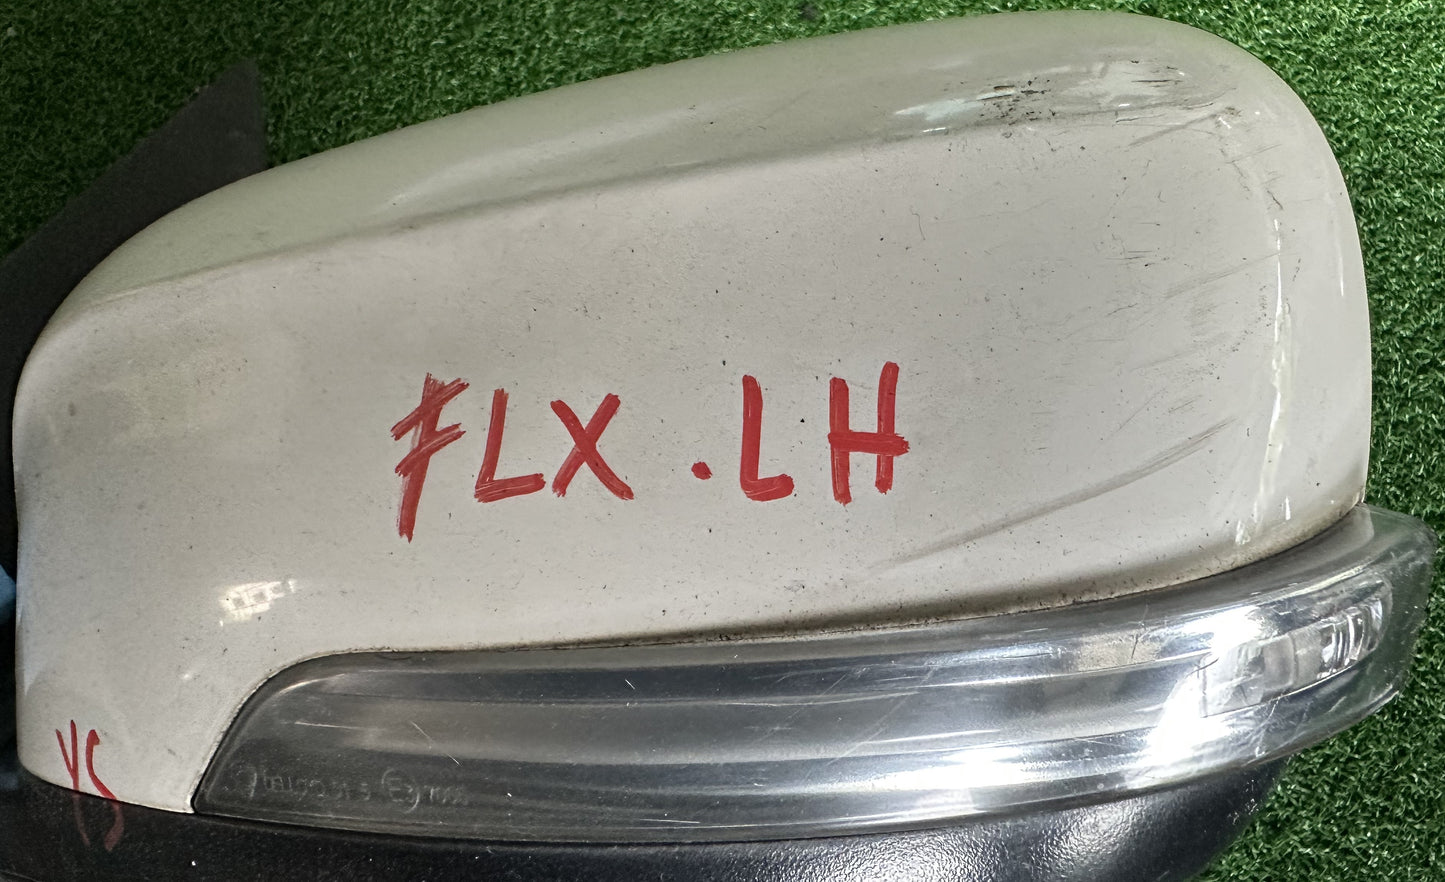 FLX . LH
YS